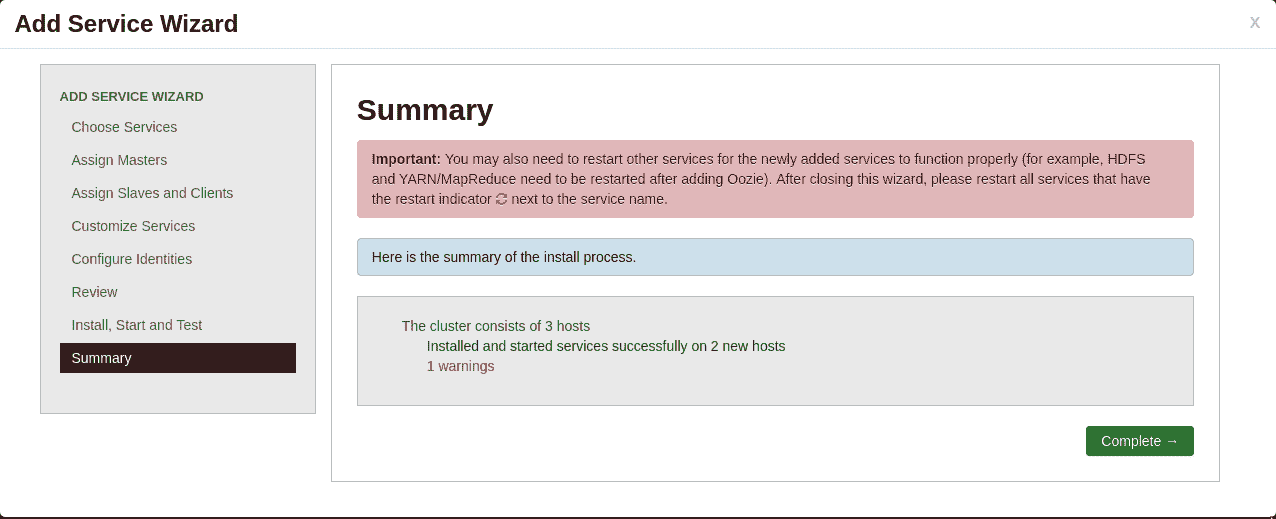 Add Service Wizard
x
ADD SERVICE WIZARD
Choose Services
Assign Masters
Assign Slaves and Clients
Customize Services
Configure Identities
Review
Install, Start and Test
Summary
Summary
Important: You may also need to restart other services for the newly added services to function properly (for example, HDFS
and YARN/MapReduce need to be restarted after adding Oozie). After closing this wizard, please restart all services that have
the restart indicator next to the service name.
Here is the summary of the install process.
The cluster consists of 3 hosts
Installed and started services successfully on 2 new hosts
1 warnings
Complete →